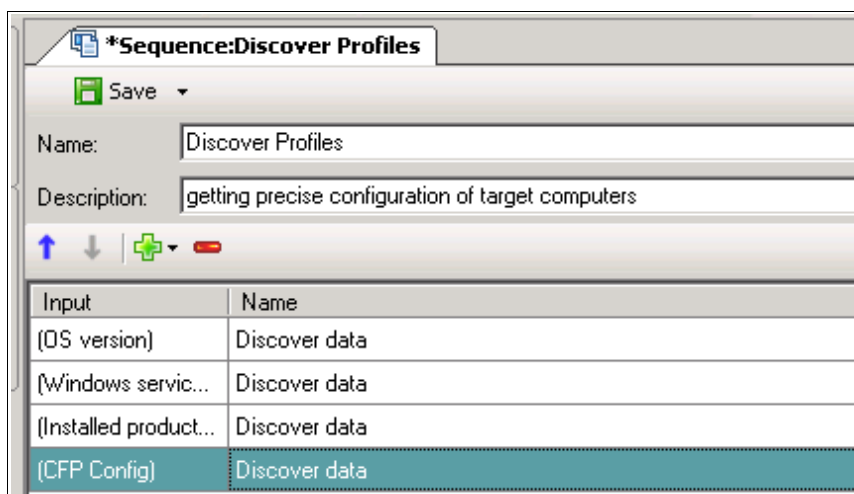 *Sequence:Discover Profiles
Save
Name: Discover Profiles
Description: getting precise configuration of target computers
Input Name
(OS version) Discover data
(Windows servic... Discover data
(Installed product... Discover data
(CFP Config) Discover data